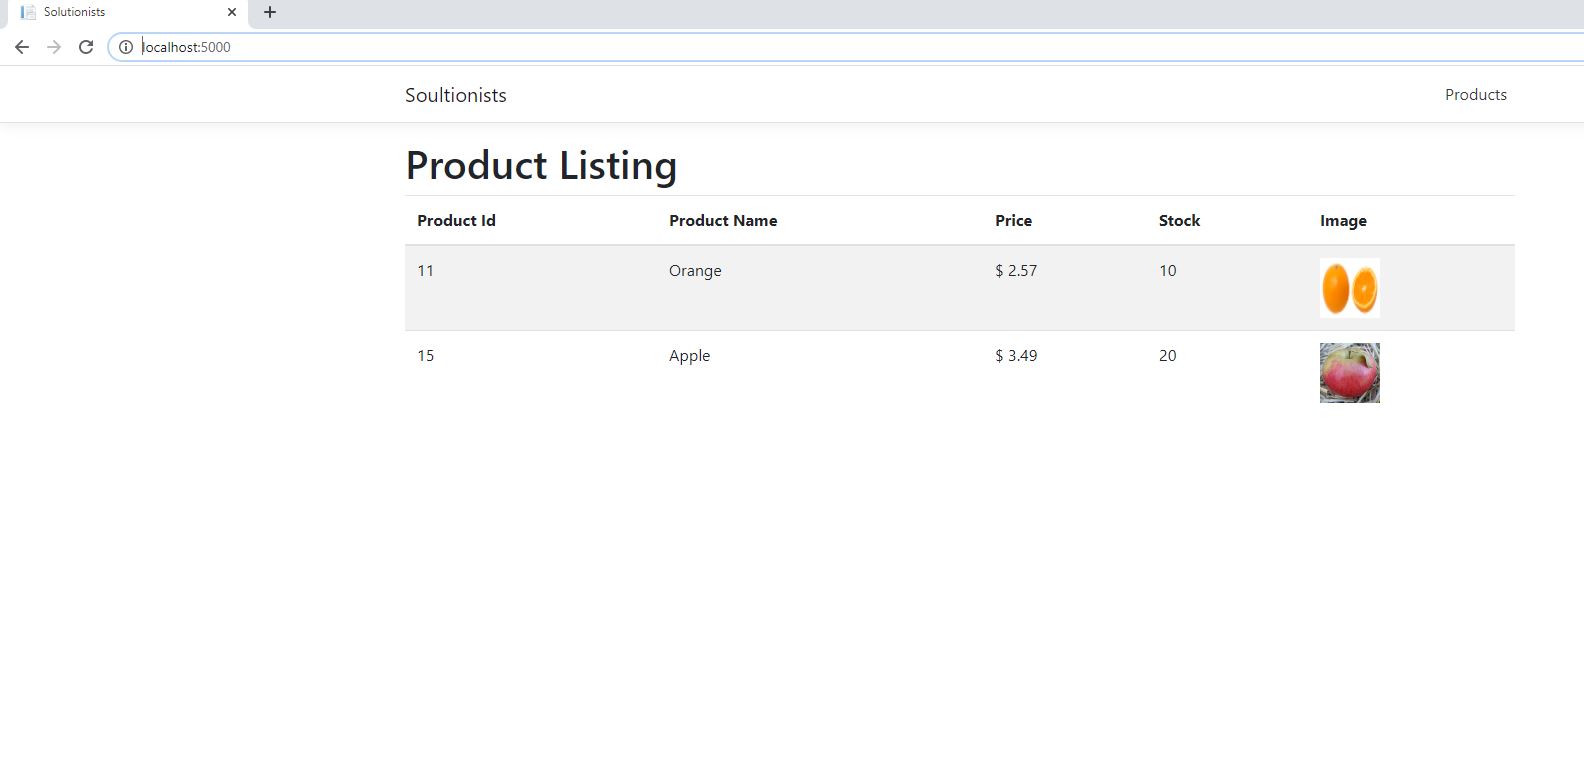 Solutionists
localhost:5000
Soultionists Products
Product Listing
Product Id Product Name Price Stock Image
11 Orange $ 2.57 10
15 Apple $ 3.49 20